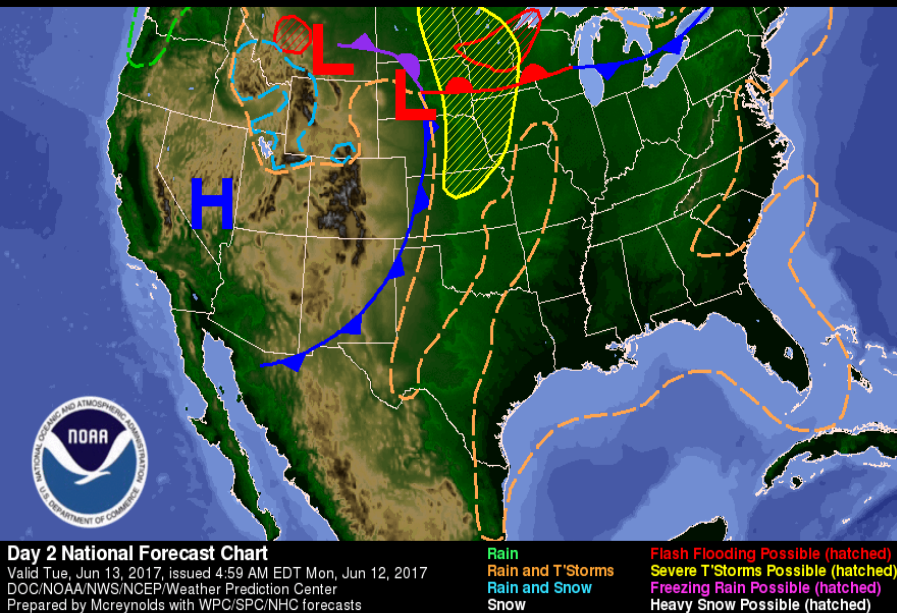 L
L
H
NATIONAL OCEANIC AND ATMOSPHERIC ADMINISTRATION
NOAA
U.S. DEPARTMENT OF COMMERCE
Day 2 National Forecast Chart
Valid Tue, Jun 13, 2017, issued 4:59 AM EDT Mon, Jun 12, 2017
DOC/NOAA/NWS/NCEP/Weather Prediction Center
Prepared by Mcreynolds with WPC/SPC/NHC forecasts
Rain
Rain and T'Storms
Rain and Snow
Snow
Flash Flooding Possible (hatched)
Severe T'Storms Possible (hatched)
Freezing Rain Possible (hatched)
Heavy Snow Possible (hatched)